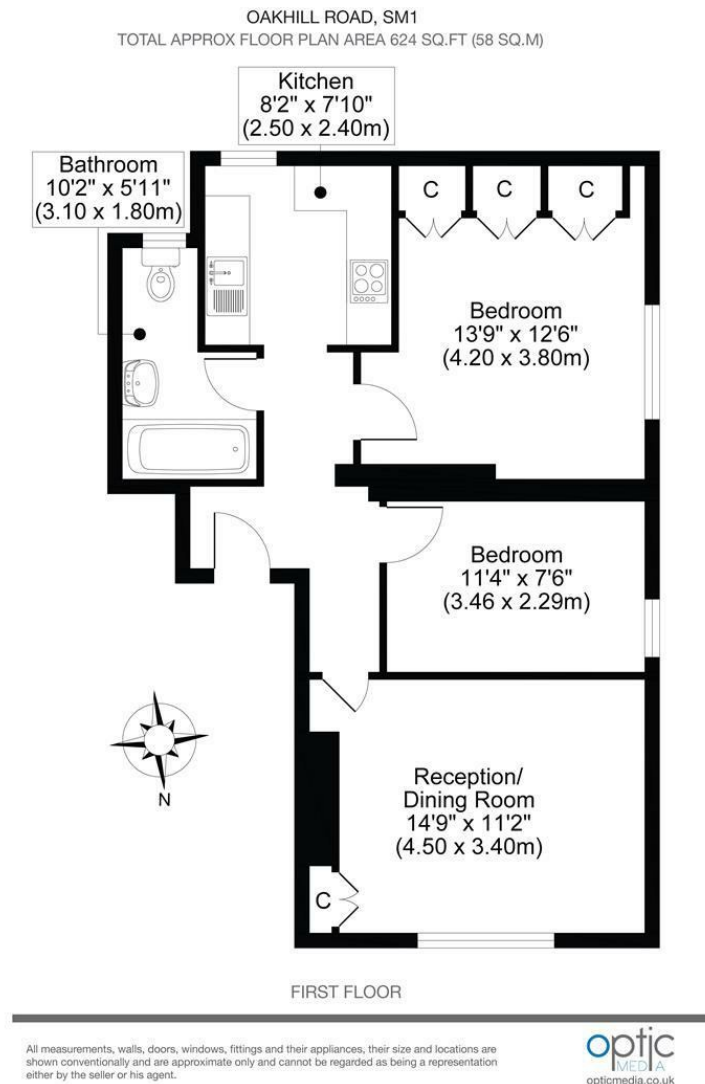 OAKHILL ROAD, SM1
TOTAL APPROX FLOOR PLAN AREA 624 SQ.FT (58 SQ.M)
Kitchen
8'2" x 7'10"
(2.50 x 2.40m)
Bathroom
10'2" x 5'11"
(3.10 x 1.80m)
C
C
C
Bedroom
13'9" x 12'6"
(4.20 x 3.80m)
Bedroom
11'4" x 7'6"
(3.46 x 2.29m)
N
Reception/
Dining Room
14'9" x 11'2"
(4.50 x 3.40m)
C
FIRST FLOOR
All measurements, walls, doors, windows, fittings and their appliances, their size and locations are
shown conventionally and are approximate only and cannot be regarded as being a representation
either by the seller or his agent.
optic
MEDIA
opticmedia.co.uk